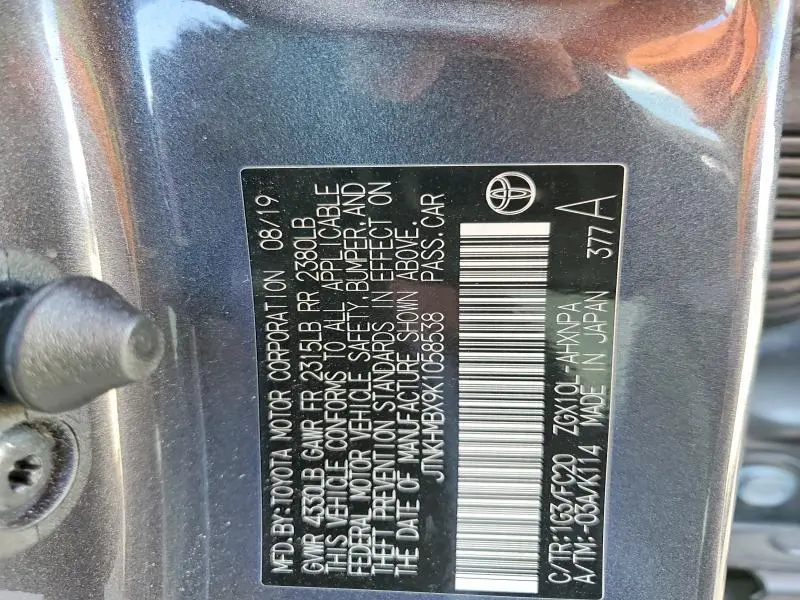 MFD.BY: TOYOTA MOTOR CORPORATION 08/19
GVWR 4330LB GAWR FR 2315LB RR 2380LB
THIS VEHICLE CONFORMS TO ALL APPLICABLE
FEDERAL MOTOR VEHICLE SAFETY, BUMPER, AND
THEFT PREVENTION STANDARDS IN EFFECT ON
THE DATE OF MANUFACTURE SHOWN ABOVE.
JTNKHMBX9K1058538 PASS.CAR
C/TR:1G3/FC20 ZGX10L-AHXNPA
A/TM:-03A/K114 MADE IN JAPAN 377A